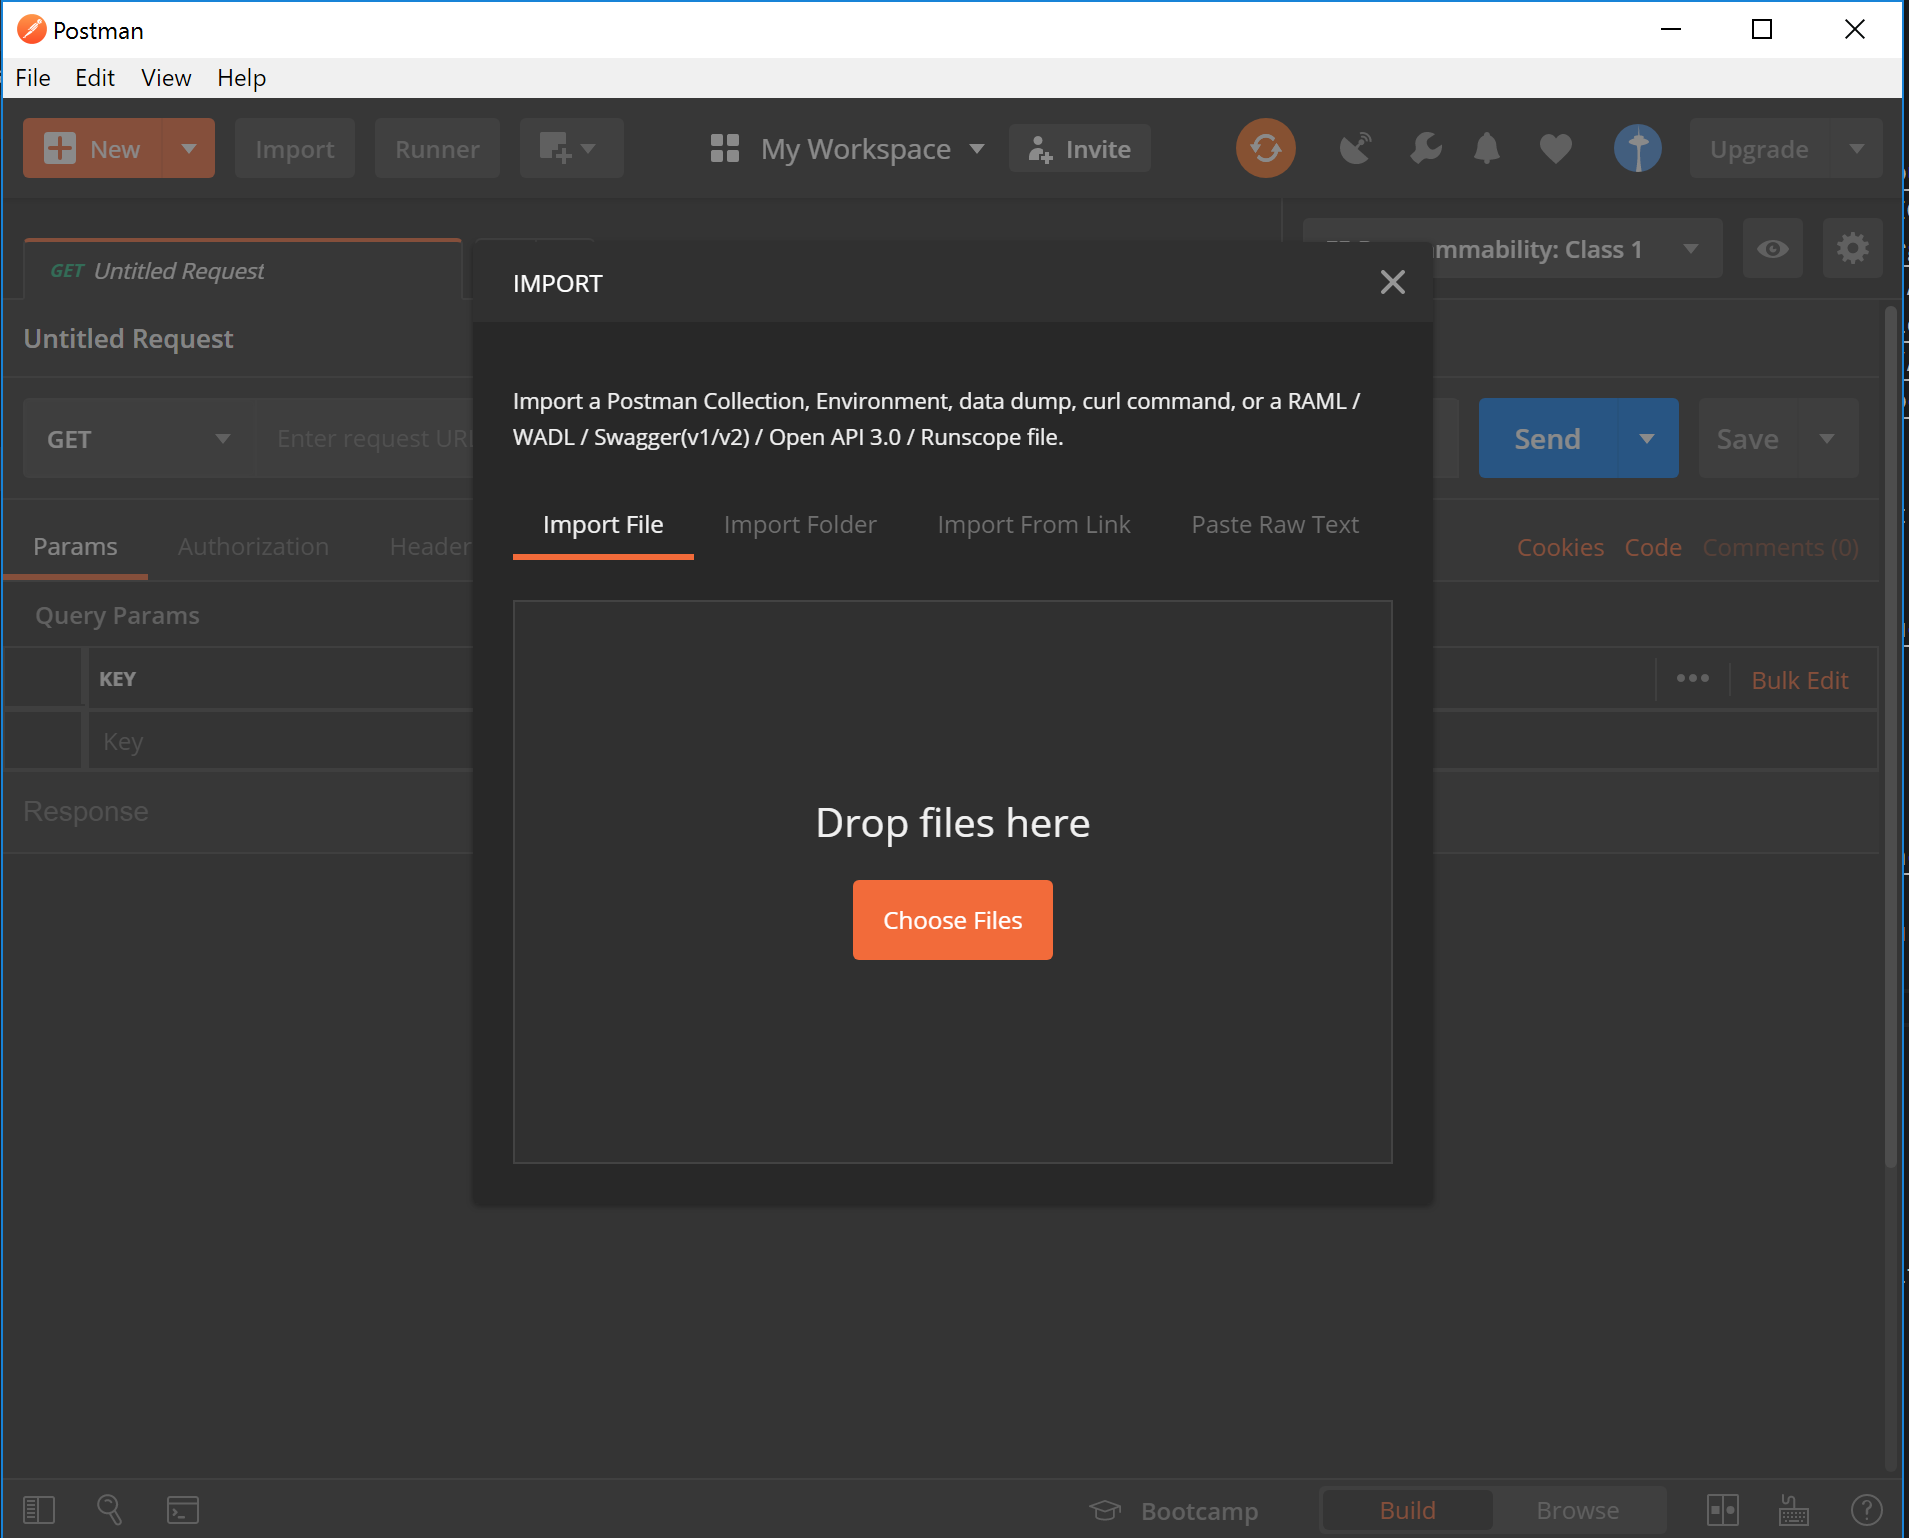 Postman
File Edit View Help
New Import Runner My Workspace Invite Upgrade
GET Untitled Request
mmability: Class 1
IMPORT
Untitled Request
Import a Postman Collection, Environment, data dump, curl command, or a RAML /
WADL / Swagger(v1/v2) / Open API 3.0 / Runscope file.
GET Enter request URL Send Save
Import File Import Folder Import From Link Paste Raw Text
Params Authorization Header Cookies Code Comments (0)
Query Params
KEY Bulk Edit
Key
Response
Drop files here
Choose Files
Bootcamp Build Browse